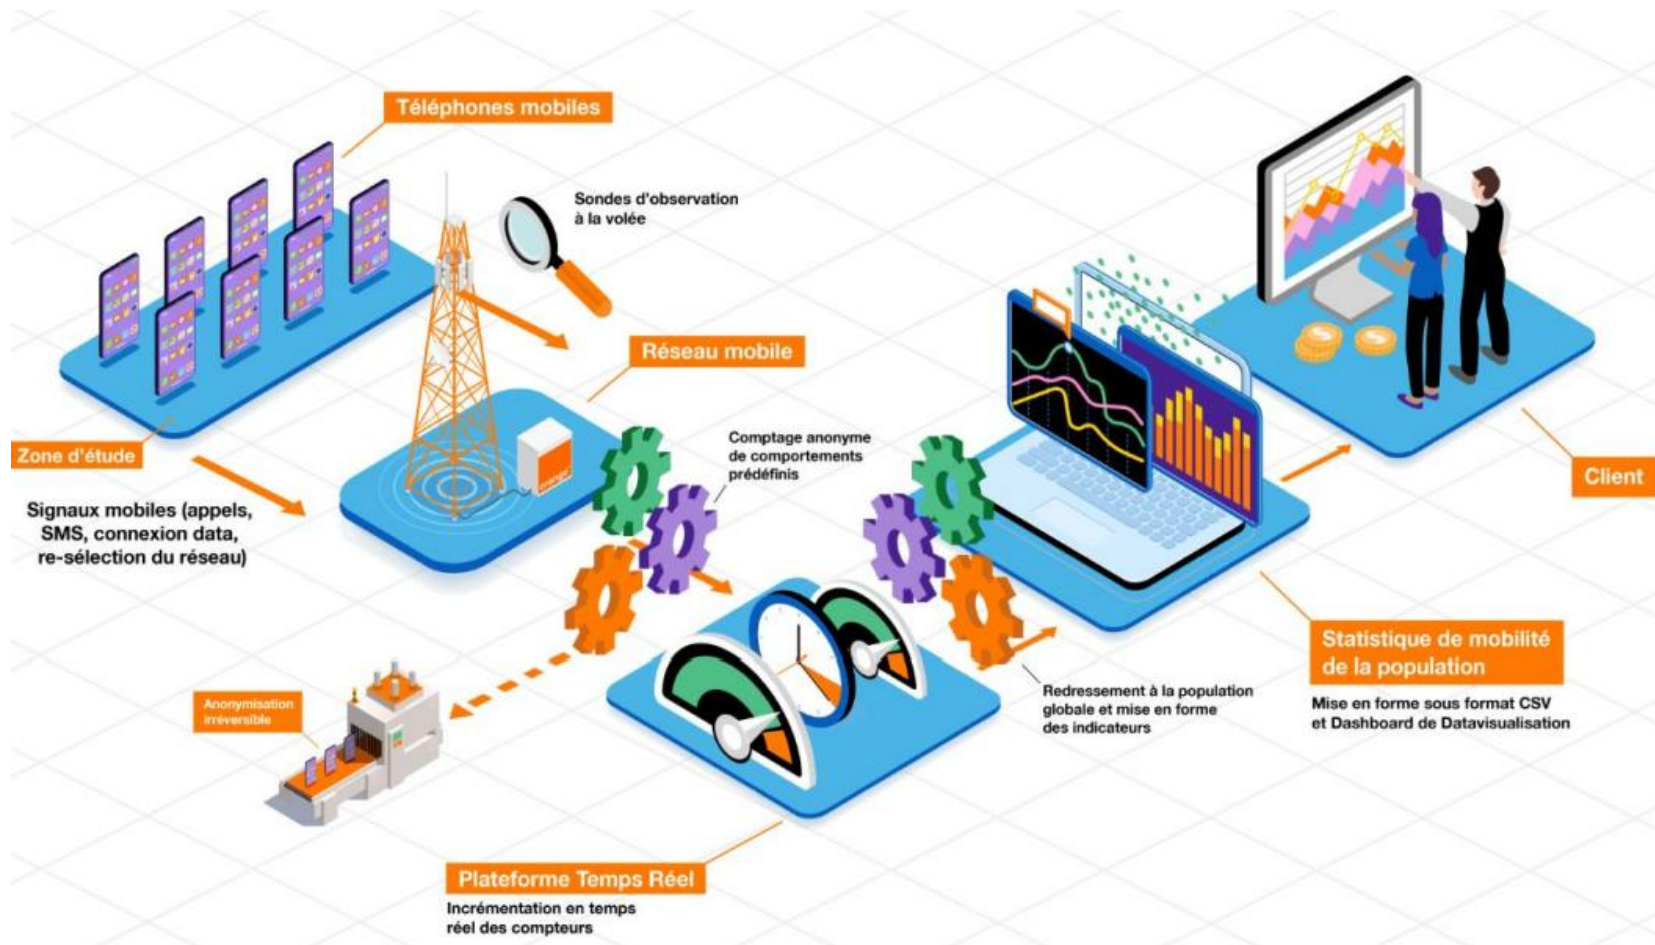 Téléphones mobiles
Sondes d'observation
à la volée
Réseau mobile
Zone d'étude
Signaux mobiles (appels,
SMS, connexion data,
re-sélection du réseau)
orange
Comptage anonyme
de comportements
prédéfinis
Client
Anonymisation
irréversible
Redressement à la population
globale et mise en forme
des indicateurs
Statistique de mobilité
de la population
Mise en forme sous format CSV
et Dashboard de Datavisualisation
Plateforme Temps Réel
Incrémentation en temps
réel des compteurs